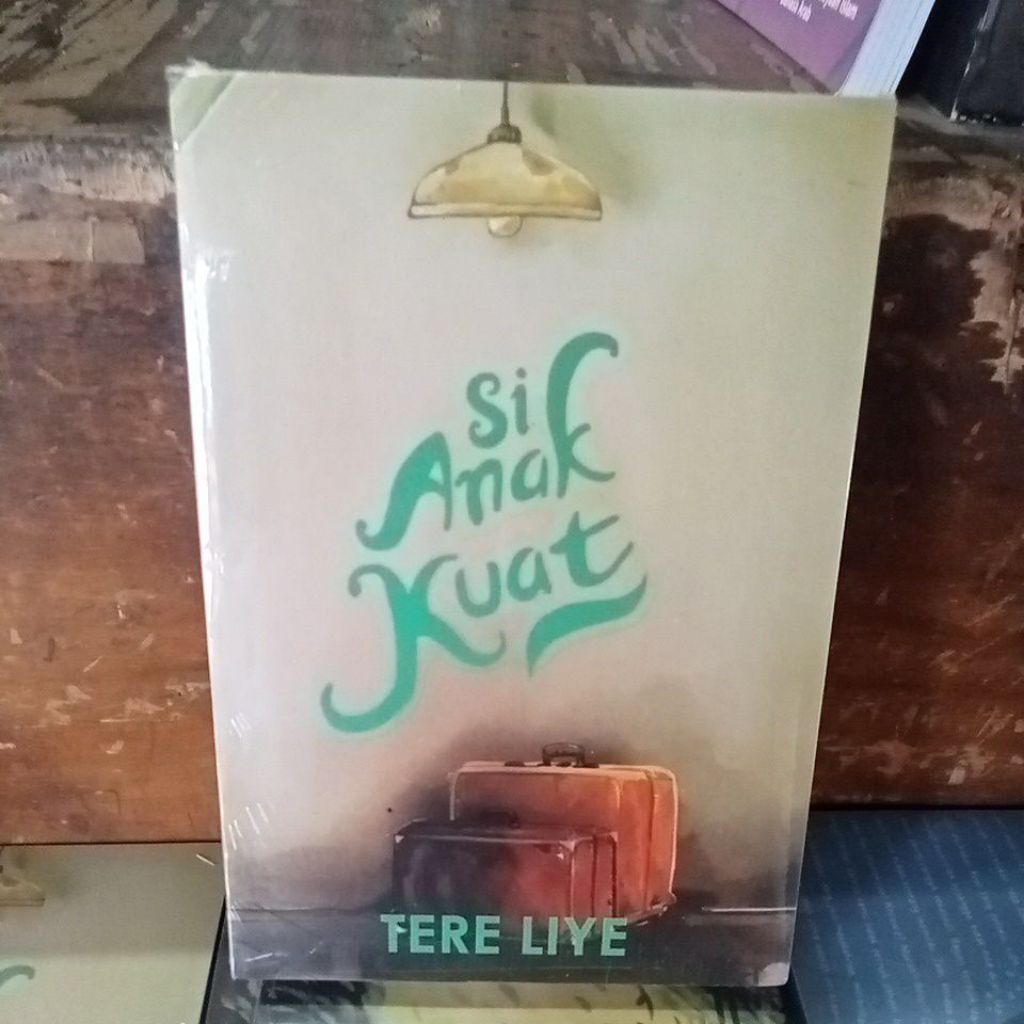 Si
Anak
Kuat
TERE LIYE